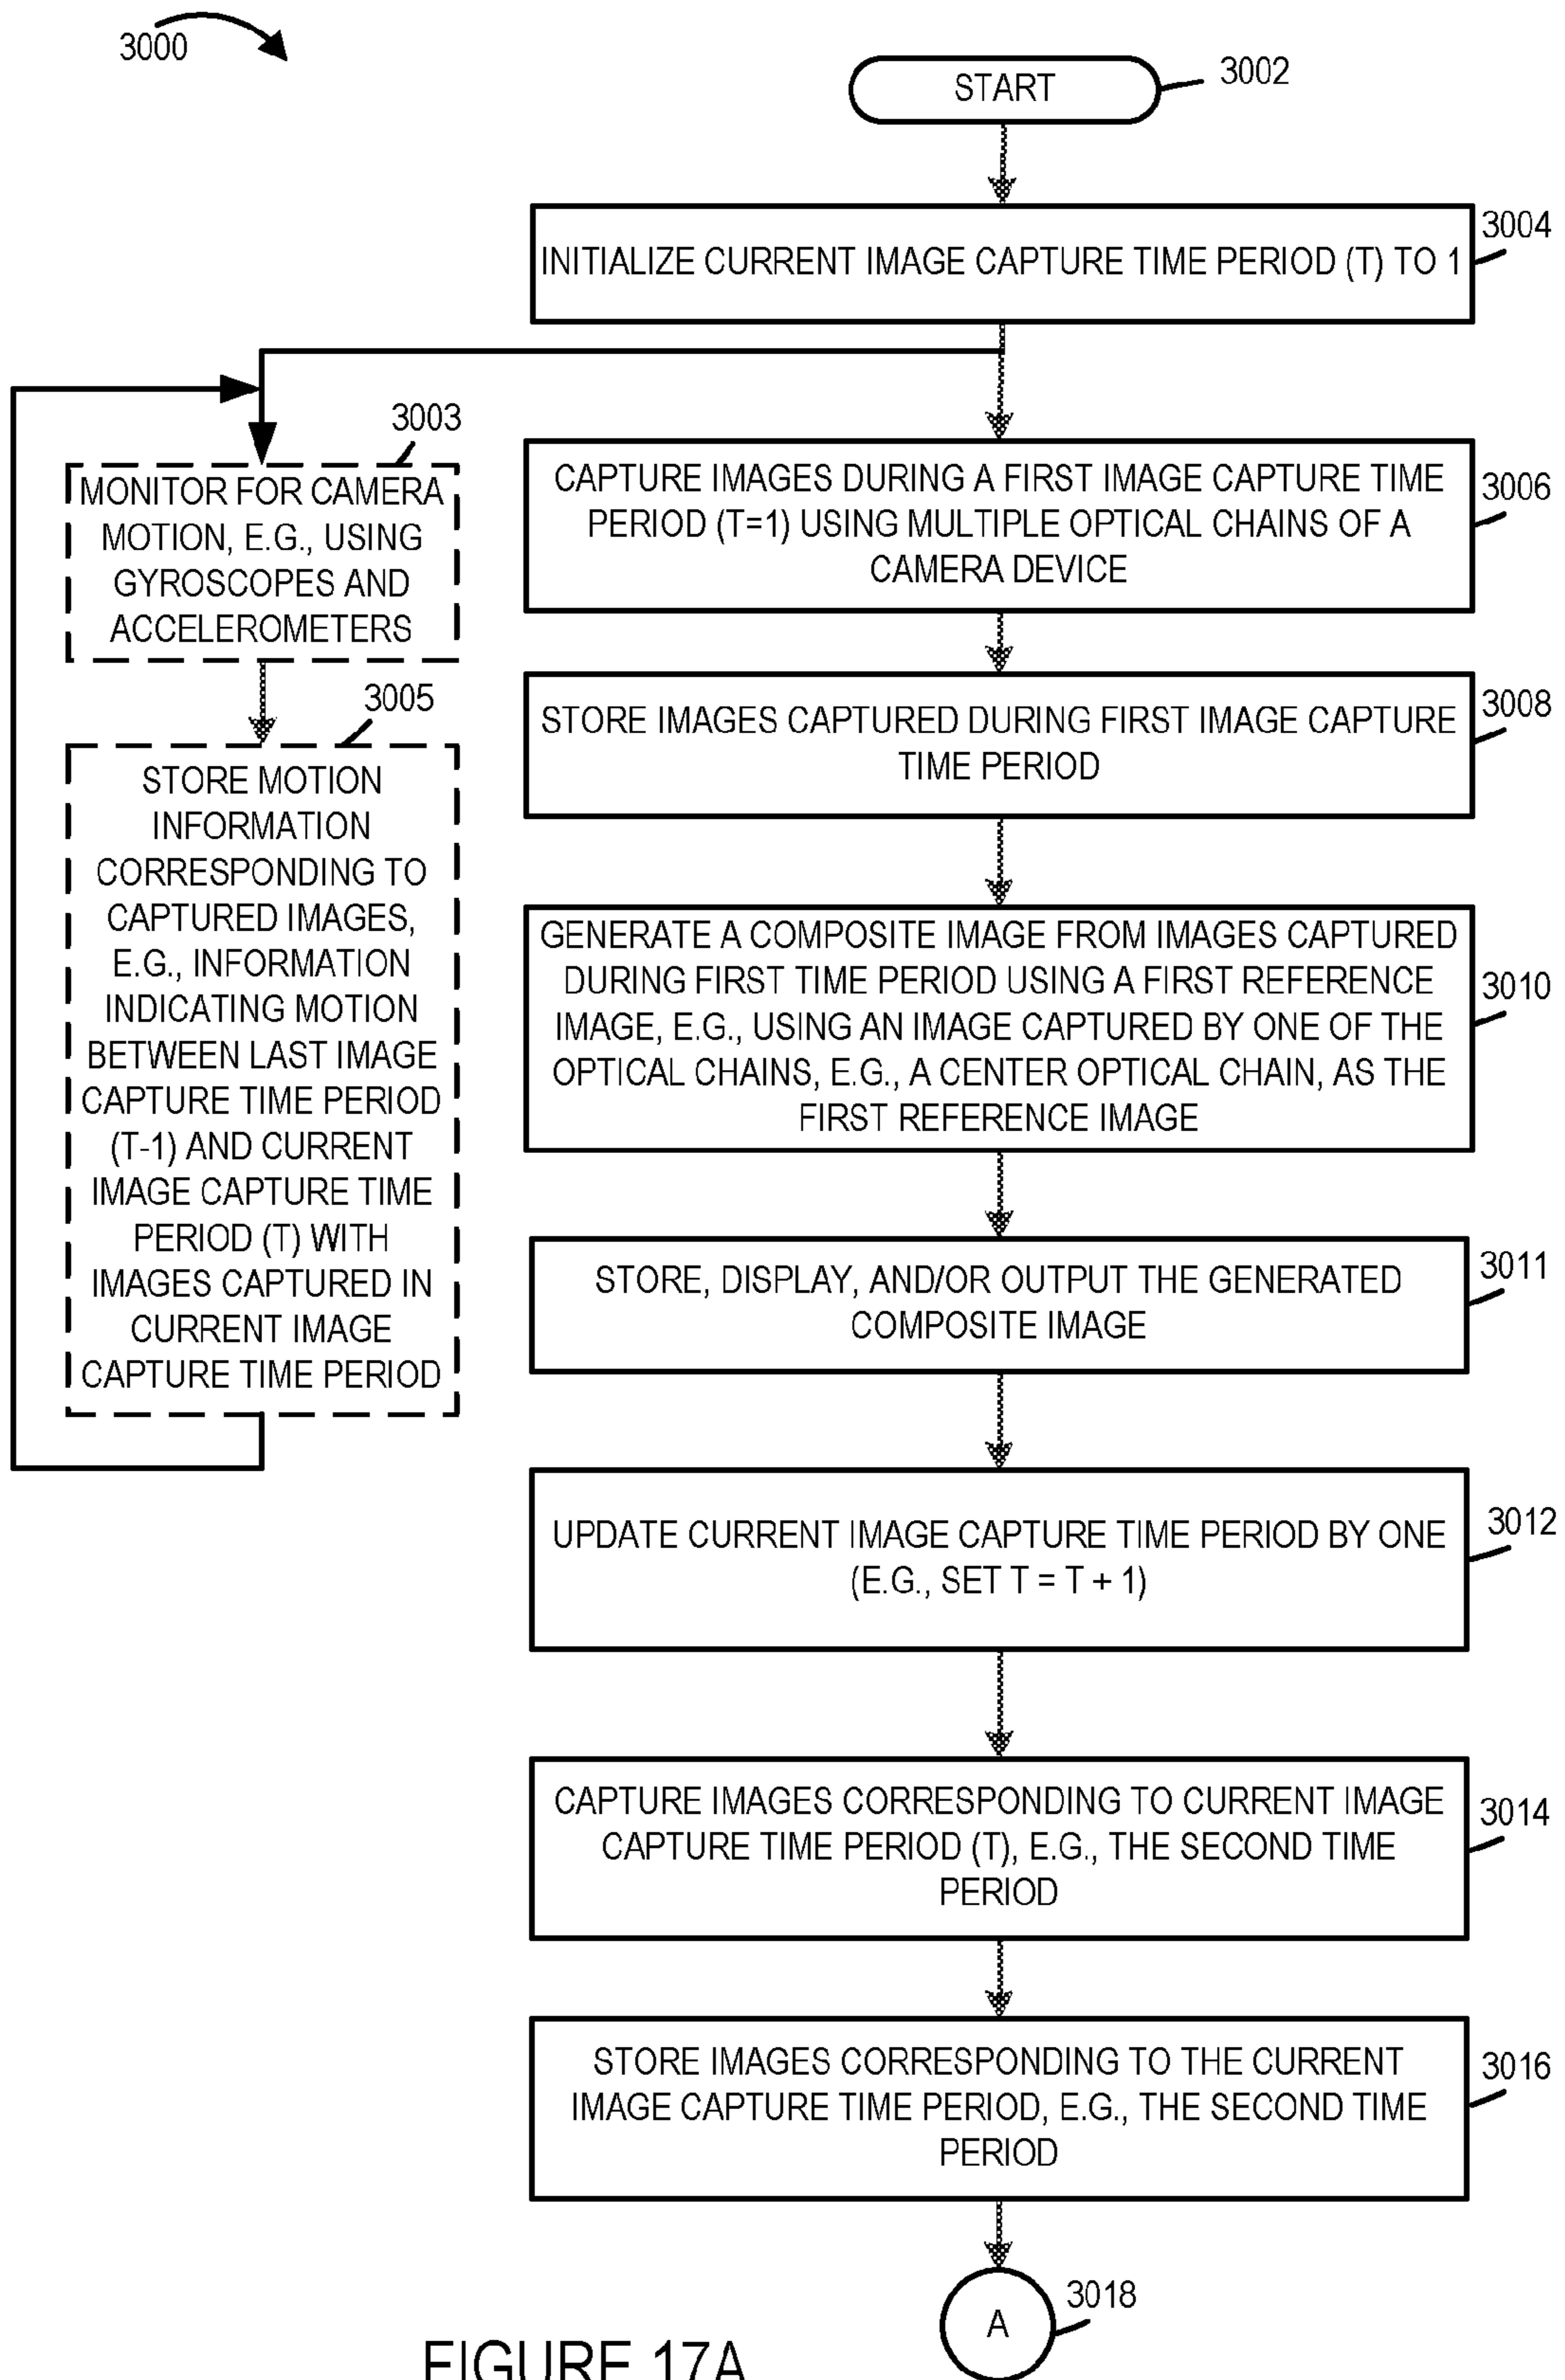 3000
START
3002
INITIALIZE CURRENT IMAGE CAPTURE TIME PERIOD (T) TO 1
3004
3003
MONITOR FOR CAMERA
MOTION, E.G., USING
GYROSCOPES AND
ACCELEROMETERS
3005
STORE MOTION
INFORMATION
CORRESPONDING TO
CAPTURED IMAGES,
E.G., INFORMATION
INDICATING MOTION
BETWEEN LAST IMAGE
CAPTURE TIME PERIOD
(T-1) AND CURRENT
IMAGE CAPTURE TIME
PERIOD (T) WITH
IMAGES CAPTURED IN
CURRENT IMAGE
CAPTURE TIME PERIOD
CAPTURE IMAGES DURING A FIRST IMAGE CAPTURE TIME
PERIOD (T=1) USING MULTIPLE OPTICAL CHAINS OF A
CAMERA DEVICE
3006
STORE IMAGES CAPTURED DURING FIRST IMAGE CAPTURE
TIME PERIOD
3008
GENERATE A COMPOSITE IMAGE FROM IMAGES CAPTURED
DURING FIRST TIME PERIOD USING A FIRST REFERENCE
IMAGE, E.G., USING AN IMAGE CAPTURED BY ONE OF THE
OPTICAL CHAINS, E.G., A CENTER OPTICAL CHAIN, AS THE
FIRST REFERENCE IMAGE
3010
STORE, DISPLAY, AND/OR OUTPUT THE GENERATED
COMPOSITE IMAGE
3011
UPDATE CURRENT IMAGE CAPTURE TIME PERIOD BY ONE
(E.G., SET T = T + 1)
3012
CAPTURE IMAGES CORRESPONDING TO CURRENT IMAGE
CAPTURE TIME PERIOD (T), E.G., THE SECOND TIME
PERIOD
3014
STORE IMAGES CORRESPONDING TO THE CURRENT
IMAGE CAPTURE TIME PERIOD, E.G., THE SECOND TIME
PERIOD
3016
A
3018
FIGURE 17A